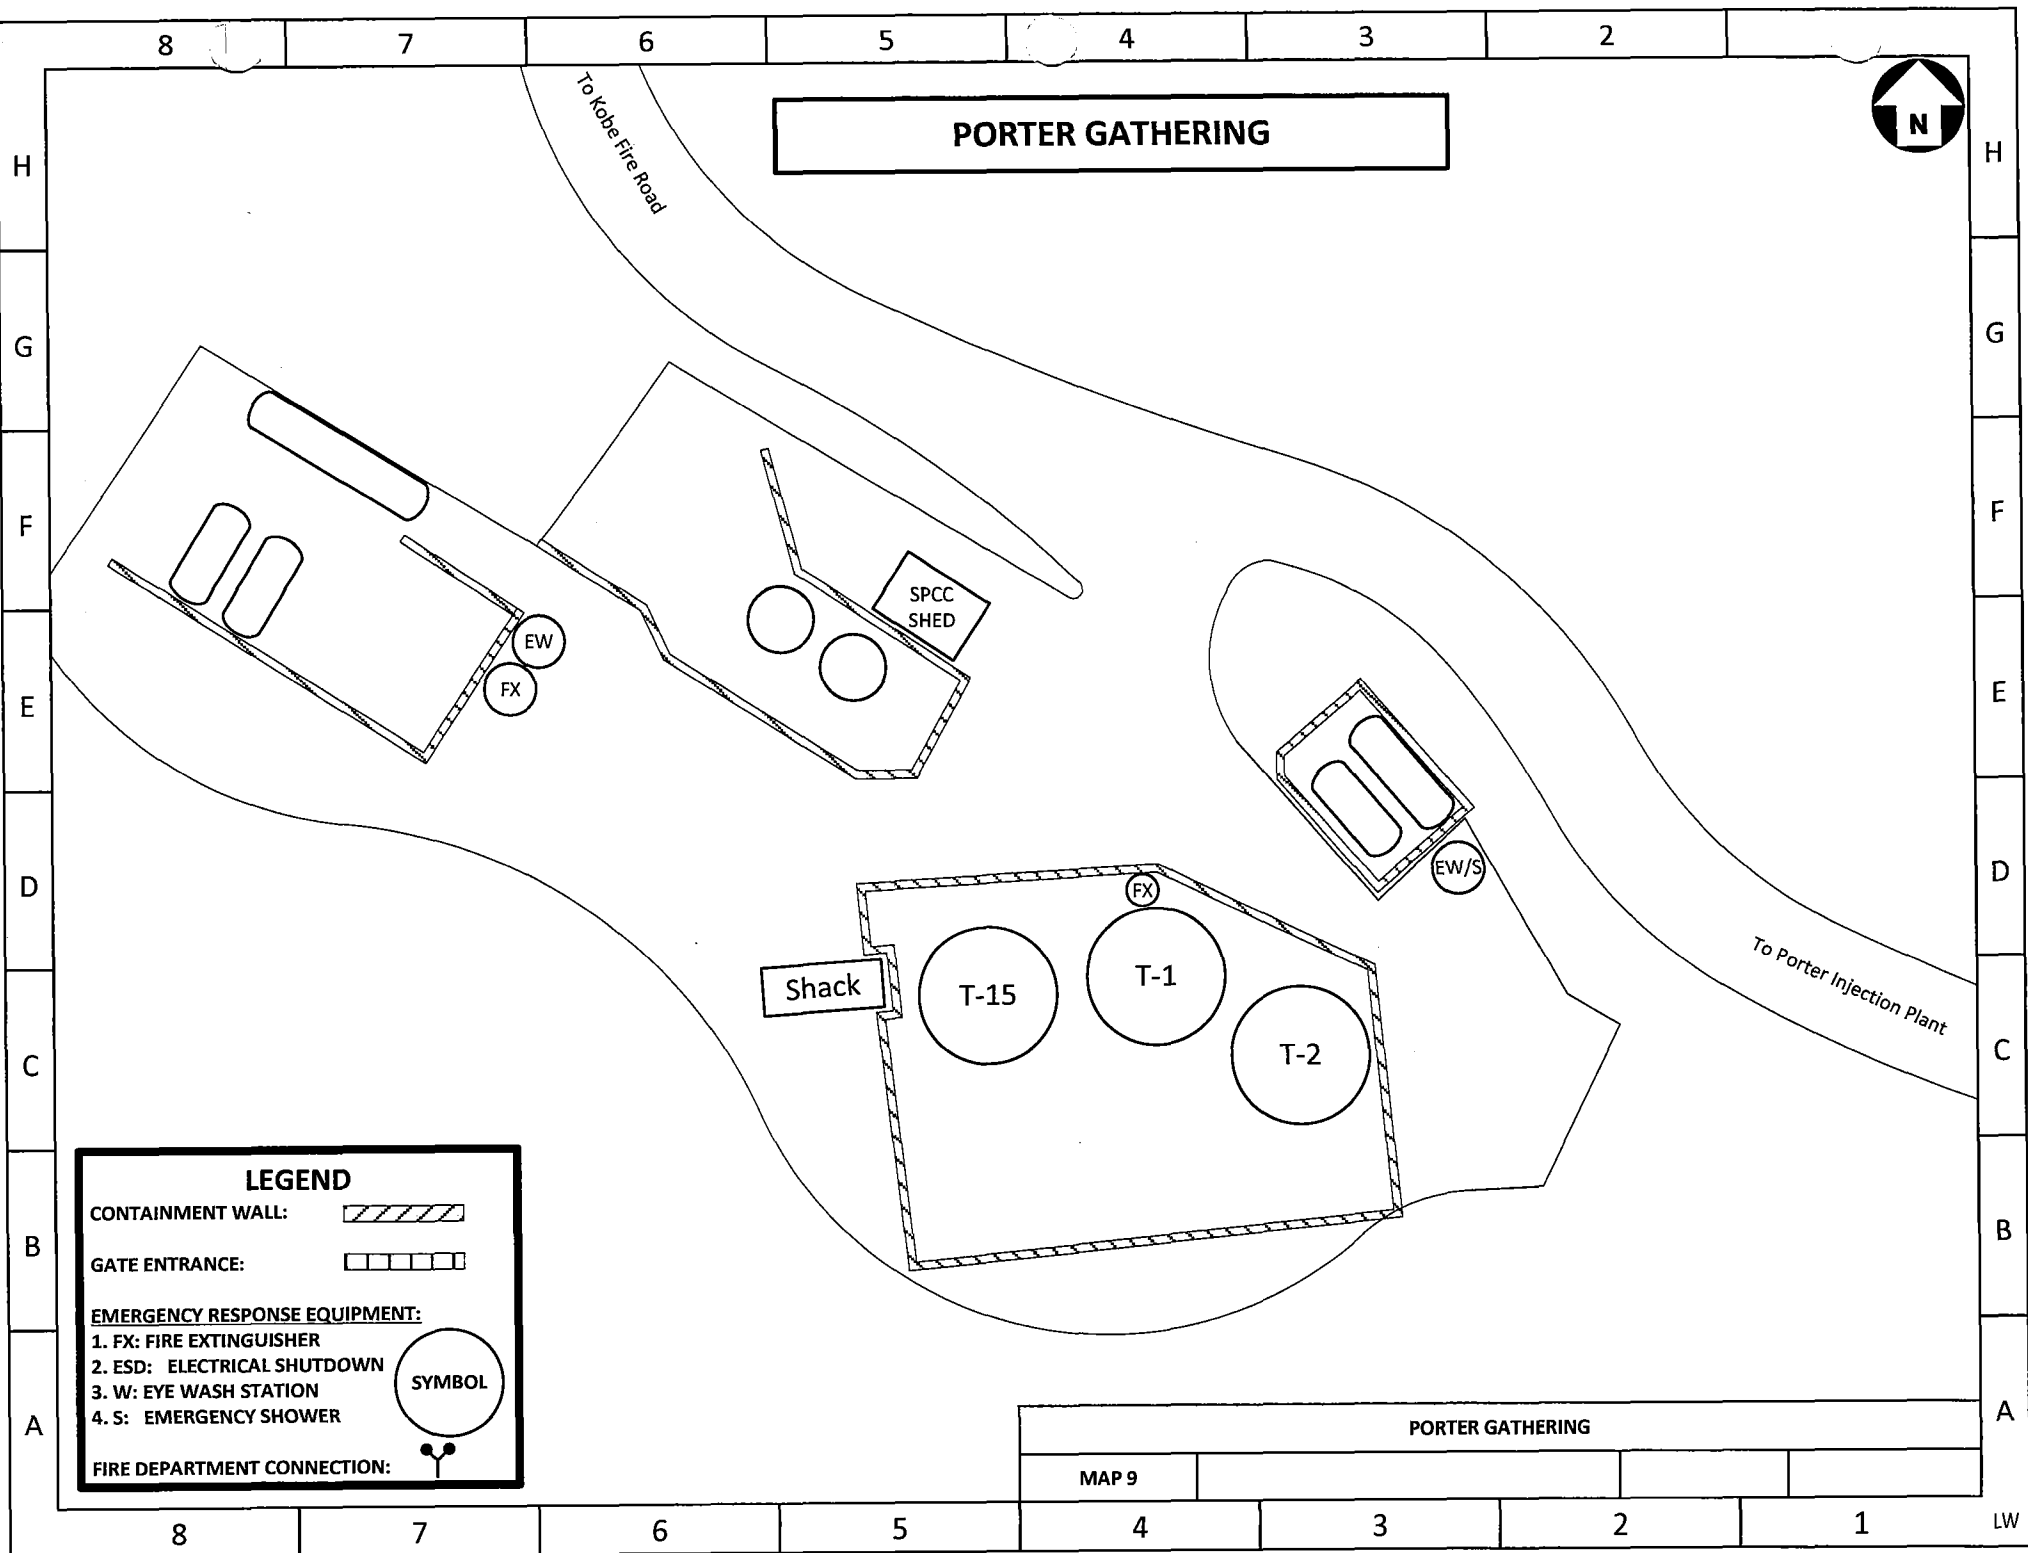 8 7 6 5 4 3 2
PORTER GATHERING
N
To Kobe Fire Road
H H
G G
F F
SPCC
SHED
EW
FX
E E
EW/S
D D
FX
To Porter Injection Plant
Shack
T-15
T-1
T-2
C C
B B
LEGEND
CONTAINMENT WALL:
GATE ENTRANCE:
EMERGENCY RESPONSE EQUIPMENT:
1. FX: FIRE EXTINGUISHER
2. ESD: ELECTRICAL SHUTDOWN
3. W: EYE WASH STATION
4. S: EMERGENCY SHOWER
SYMBOL
FIRE DEPARTMENT CONNECTION:
A A
PORTER GATHERING
MAP 9
8 7 6 5 4 3 2 1
LW